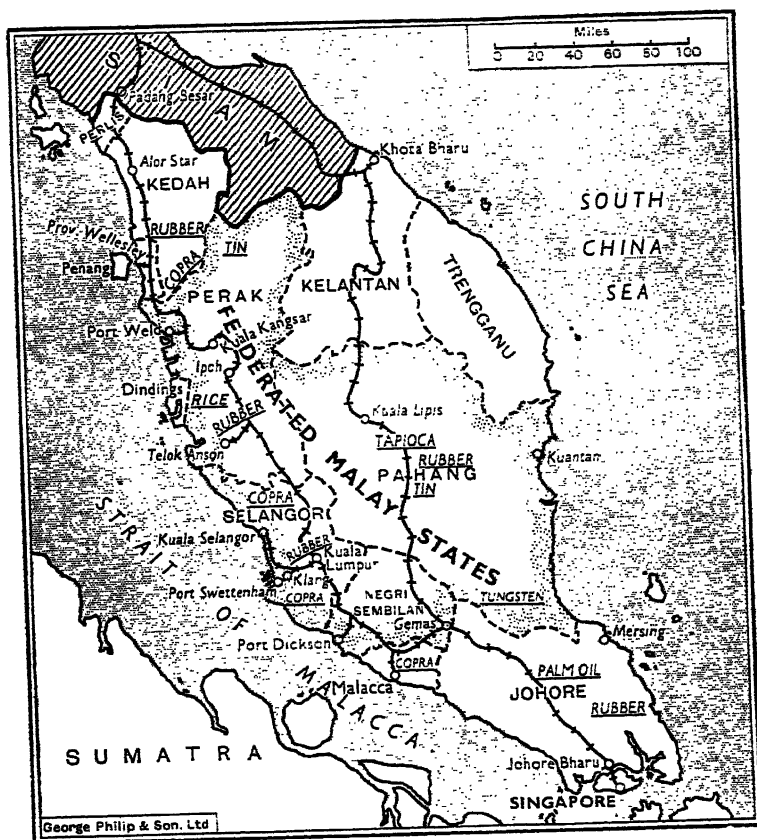 Miles
0 20 40 60 80 100
SIAM
Padang Besar
PERLIS
Khota Bharu
Alor Star
KEDAH
SOUTH
CHINA
SEA
RUBBER
Prov. Wellesley
TIN
COPRA
Penang
PERAK
KELANTAN
TRENGGANU
Port Weld
Kuala Kangsar
FEDERATED MALAY STATES
Ipoh
Dindings
RICE
RUBBER
Kuala Lipis
TAPIOCA
Telok Anson
RUBBER
PAHANG
TIN
Kuantan
COPRA
SELANGOR
STRAIT OF MALACCA
Kuala Selangor
RUBBER
Kuala
Lumpur
Klang
Port Swettenham
COPRA
NEGRI
SEMBILAN
TUNGSTEN
Gemas
Mersing
Port Dickson
COPRA
PALM OIL
Malacca
JOHORE
RUBBER
SUMATRA
Johore Bharu
SINGAPORE
George Philip & Son. Ltd